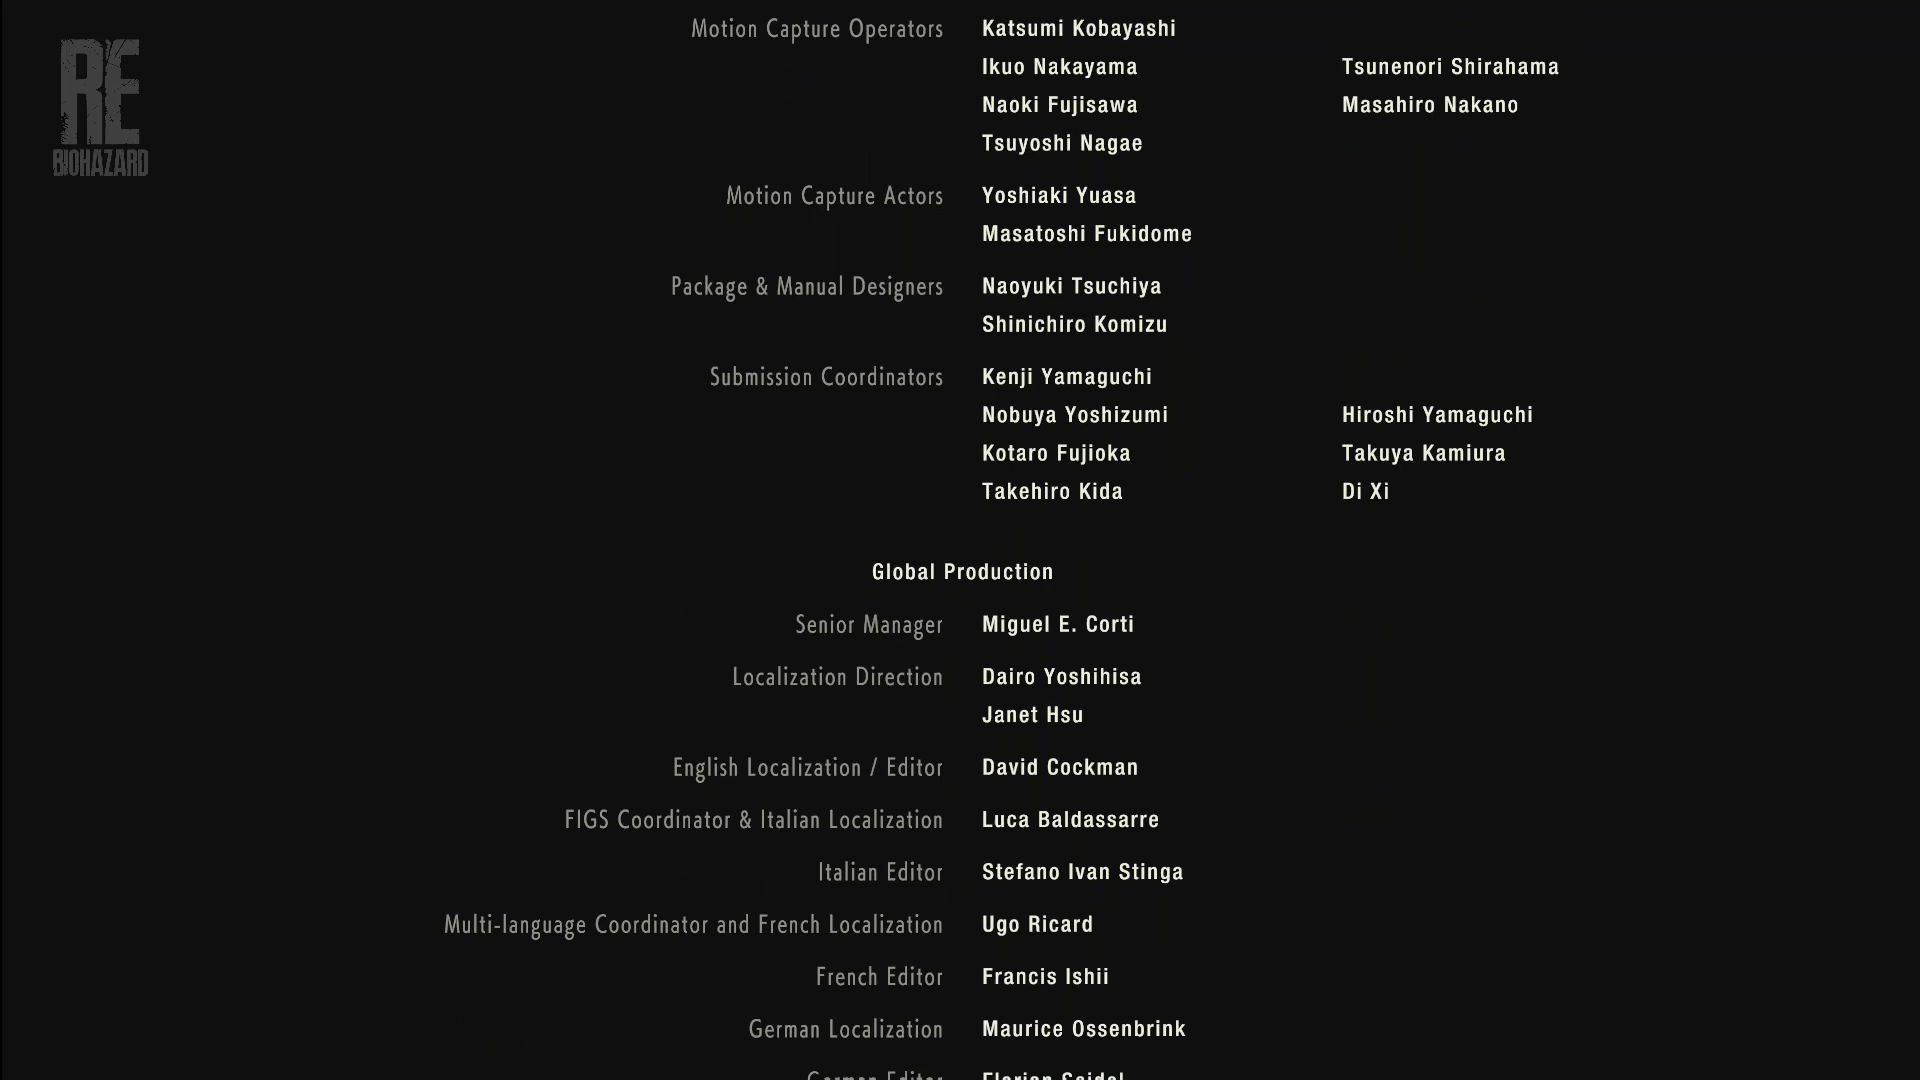 RE
BIOHAZARD
Motion Capture Operators Katsumi Kobayashi
Ikuo Nakayama Tsunenori Shirahama
Naoki Fujisawa Masahiro Nakano
Tsuyoshi Nagae
Motion Capture Actors Yoshiaki Yuasa
Masatoshi Fukidome
Package & Manual Designers Naoyuki Tsuchiya
Shinichiro Komizu
Submission Coordinators Kenji Yamaguchi
Nobuya Yoshizumi Hiroshi Yamaguchi
Kotaro Fujioka Takuya Kamiura
Takehiro Kida Di Xi
Global Production
Senior Manager Miguel E. Corti
Localization Direction Dairo Yoshihisa
Janet Hsu
English Localization / Editor David Cockman
FIGS Coordinator & Italian Localization Luca Baldassarre
Italian Editor Stefano Ivan Stinga
Multi-language Coordinator and French Localization Ugo Ricard
French Editor Francis Ishii
German Localization Maurice Ossenbrink
German Editor Florian Seidel